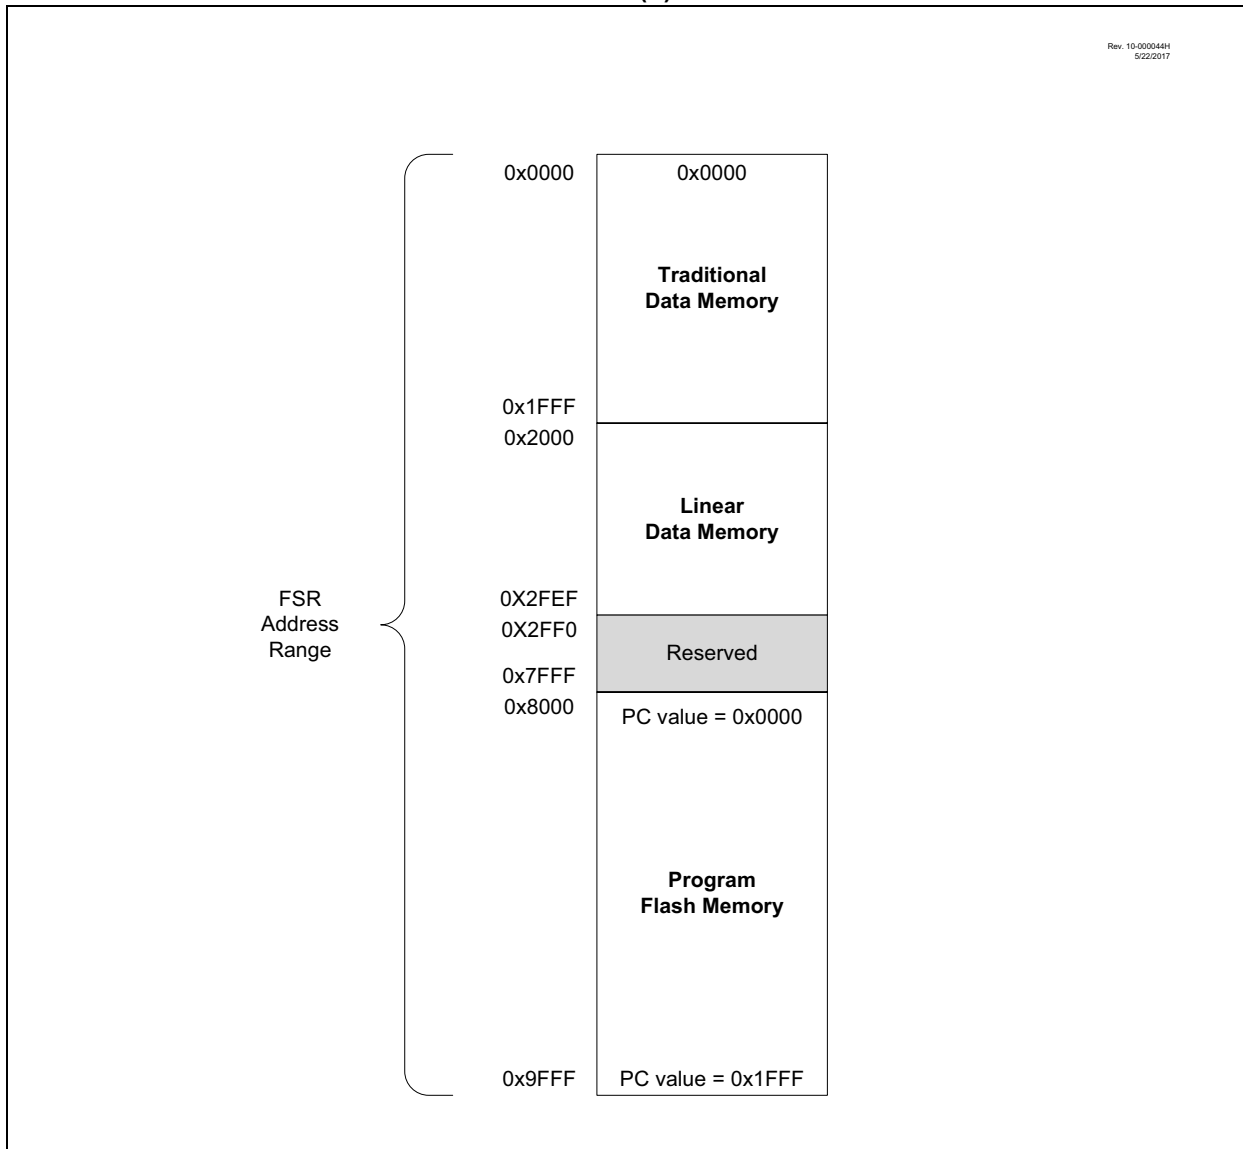 Rev. 10-000044H
5/22/2017
0x0000
0x0000
Traditional
Data Memory
0x1FFF
0x2000
Linear
Data Memory
FSR
Address
Range
0X2FEF
0X2FF0
Reserved
0x7FFF
0x8000
PC value = 0x0000
Program
Flash Memory
0x9FFF
PC value = 0x1FFF